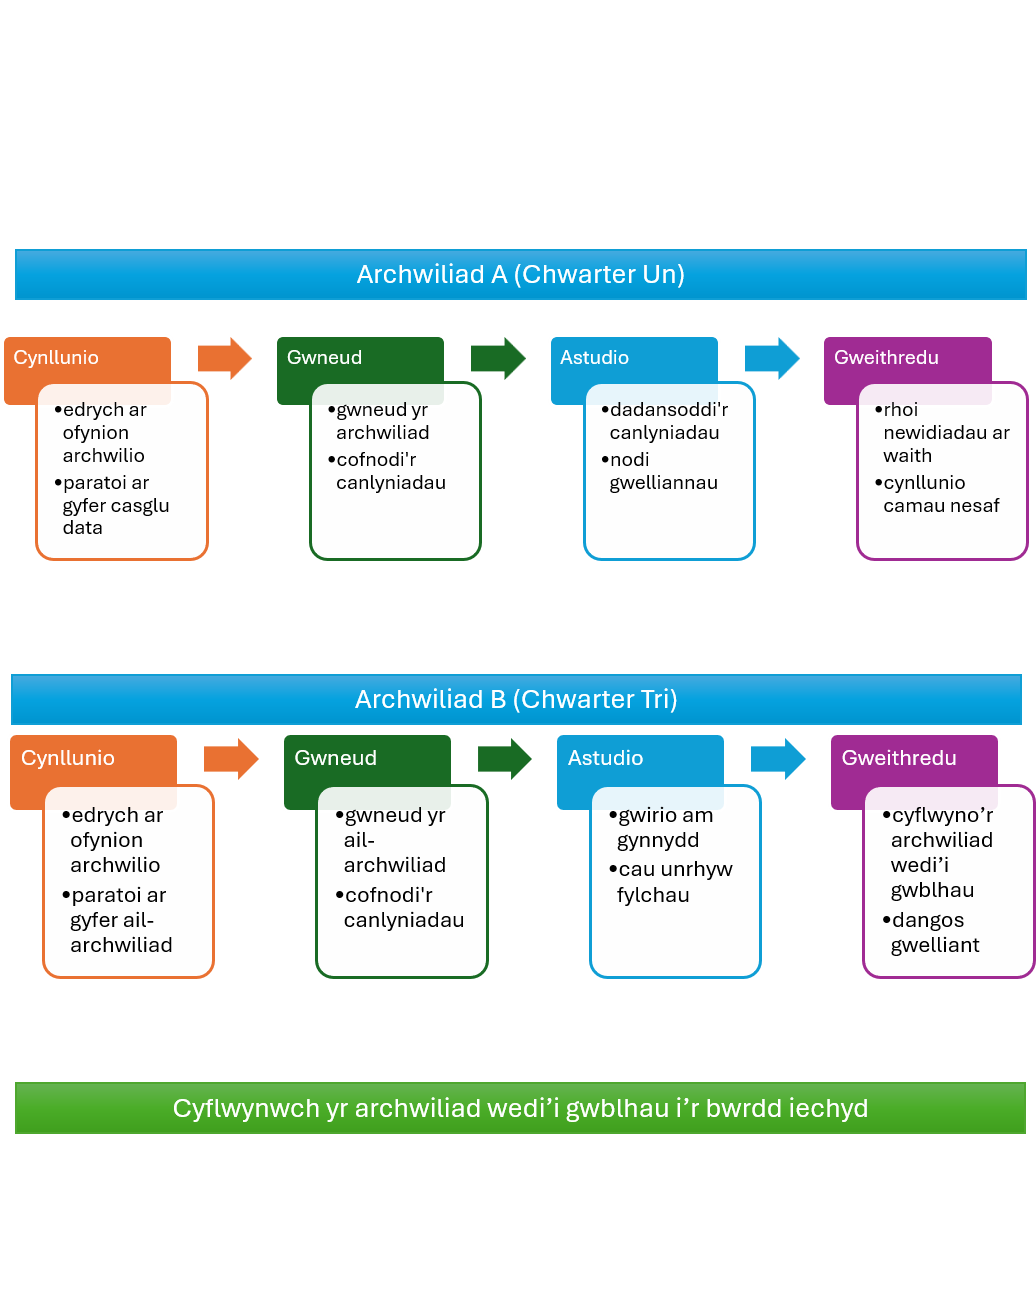 Archwiliad A (Chwarter Un)
Cynllunio
•edrych ar
ofynion
archwilio
•paratoi ar
gyfer casglu
data
Gwneud
•gwneud yr
archwiliad
•cofnodi'r
canlyniadau
Astudio
•dadansoddi'r
canlyniadau
•nodi
gwelliannau
Gweithredu
•rhoi
newidiadau ar
waith
•cynllunio
camau nesaf
Archwiliad B (Chwarter Tri)
Cynllunio
•edrych ar
ofynion
archwilio
•paratoi ar
gyfer ail-
archwiliad
Gwneud
•gwneud yr
ail-
archwiliad
•cofnodi'r
canlyniadau
Astudio
•gwirio am
gynnydd
•cau unrhyw
fylchau
Gweithredu
•cyflwyno’r
archwiliad
wedi’i
gwblhau
•dangos
gwelliant
Cyflwynwch yr archwiliad wedi’i gwblhau i’r bwrdd iechyd